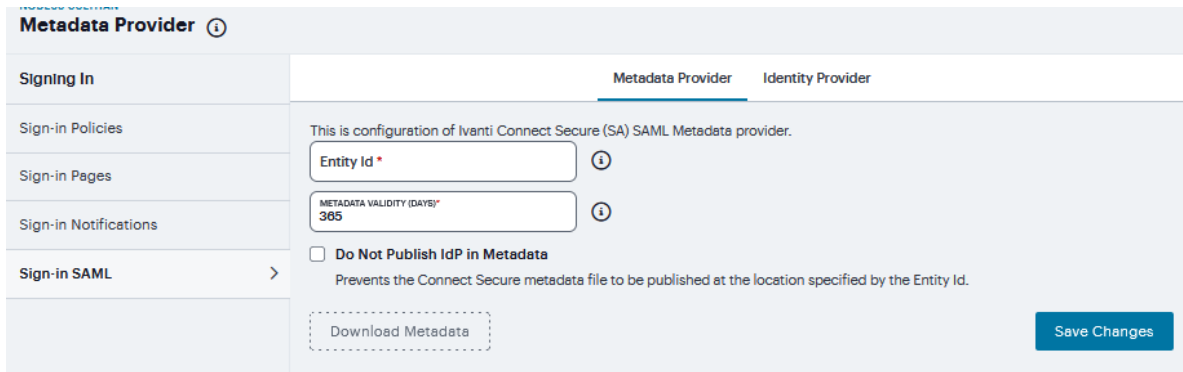 Metadata Provider
Signing In
Metadata Provider Identity Provider
Sign-in Policies
This is configuration of Ivanti Connect Secure (SA) SAML Metadata provider.
Entity Id *
Sign-in Pages
METADATA VALIDITY (DAYS)*
365
Sign-in Notifications
Do Not Publish IdP in Metadata
Sign-in SAML
Prevents the Connect Secure metadata file to be published at the location specified by the Entity Id.
Download Metadata
Save Changes